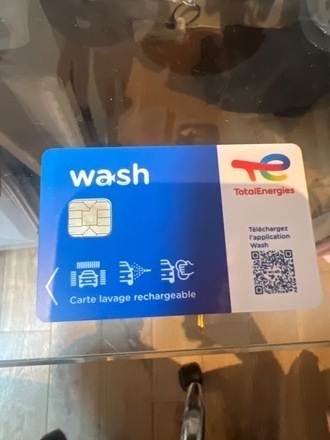 wash
TotalEnergies
Téléchargez
l'application
Wash
Carte lavage rechargeable